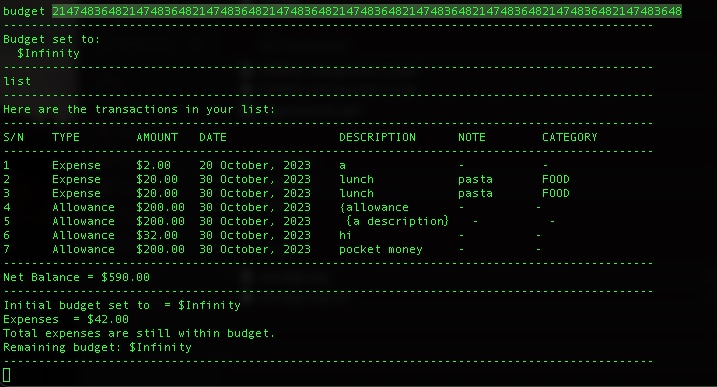 budget 214748364821474836482147483648214748364821474836482147483648214748364821474836482147483648
---------------------------------------------------------------------------------------------
Budget set to:
  $Infinity
---------------------------------------------------------------------------------------------
list
---------------------------------------------------------------------------------------------
Here are the transactions in your list:
---------------------------------------------------------------------------------------------
S/N    TYPE        AMOUNT   DATE                DESCRIPTION      NOTE        CATEGORY
---------------------------------------------------------------------------------------------
1      Expense     $2.00    20 October, 2023    a                -           -
2      Expense     $20.00   30 October, 2023    lunch            pasta       FOOD
3      Expense     $20.00   30 October, 2023    lunch            pasta       FOOD
4      Allowance   $200.00  30 October, 2023    {allowance       -          -
5      Allowance   $200.00  30 October, 2023     {a description}   -          -
6      Allowance   $32.00   30 October, 2023    hi               -          -
7      Allowance   $200.00  30 October, 2023    pocket money     -          -
---------------------------------------------------------------------------------------------
Net Balance = $590.00
---------------------------------------------------------------------------------------------
Initial budget set to  = $Infinity
Expenses  = $42.00
Total expenses are still within budget.
Remaining budget: $Infinity
---------------------------------------------------------------------------------------------